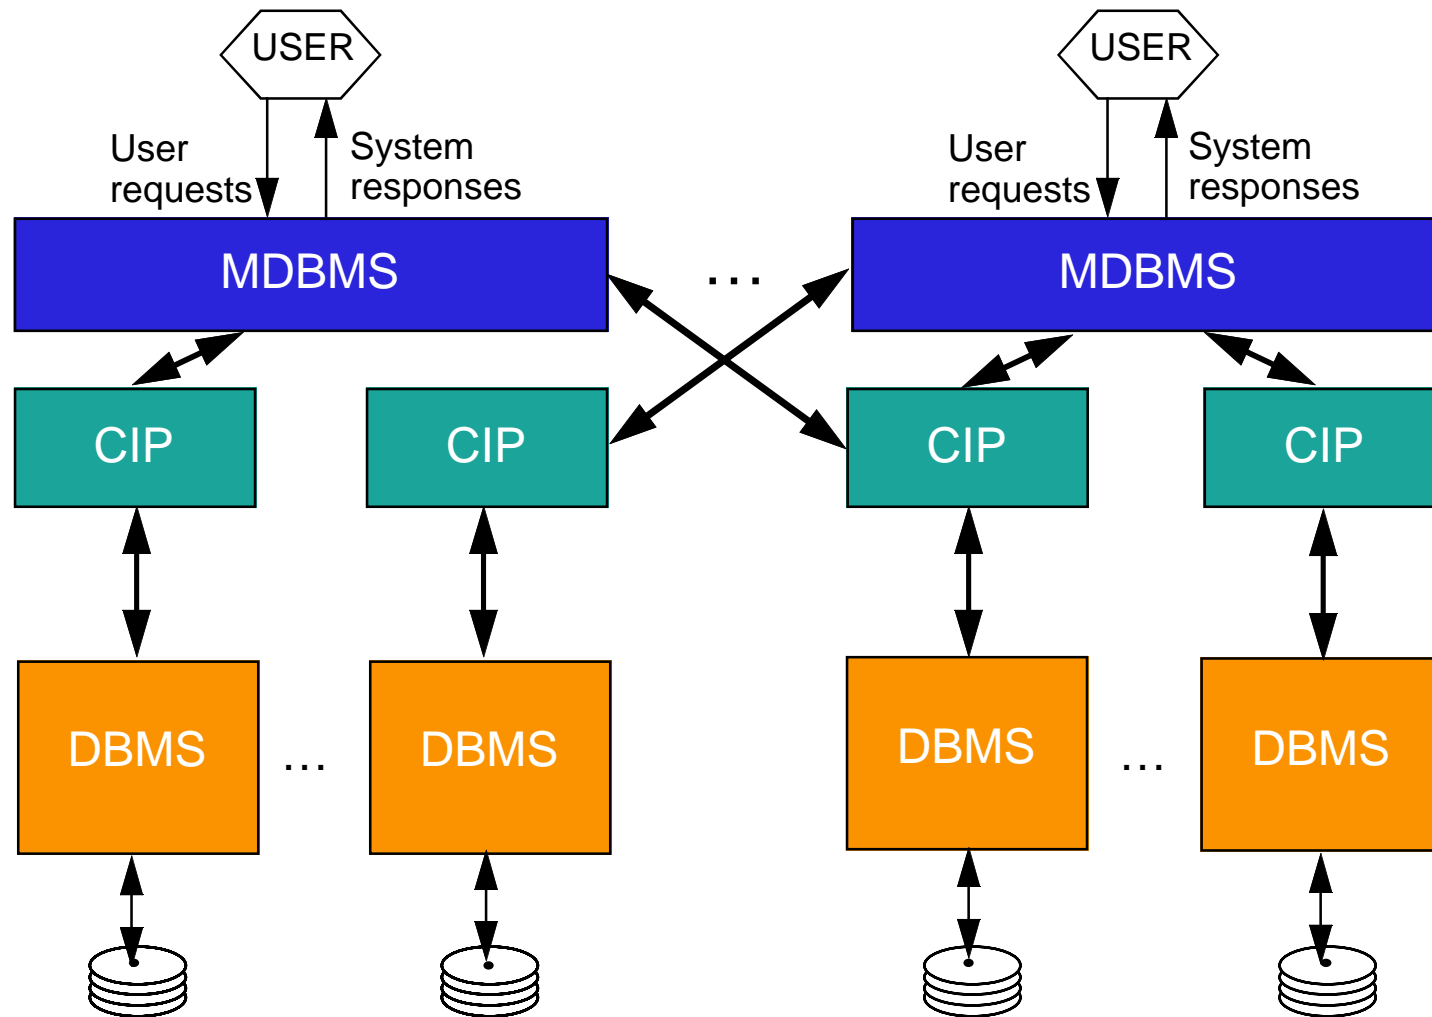 USER
USER
User
requests
System
responses
User
requests
System
responses
MDBMS
...
MDBMS
CIP
CIP
CIP
CIP
DBMS
...
DBMS
DBMS
...
DBMS